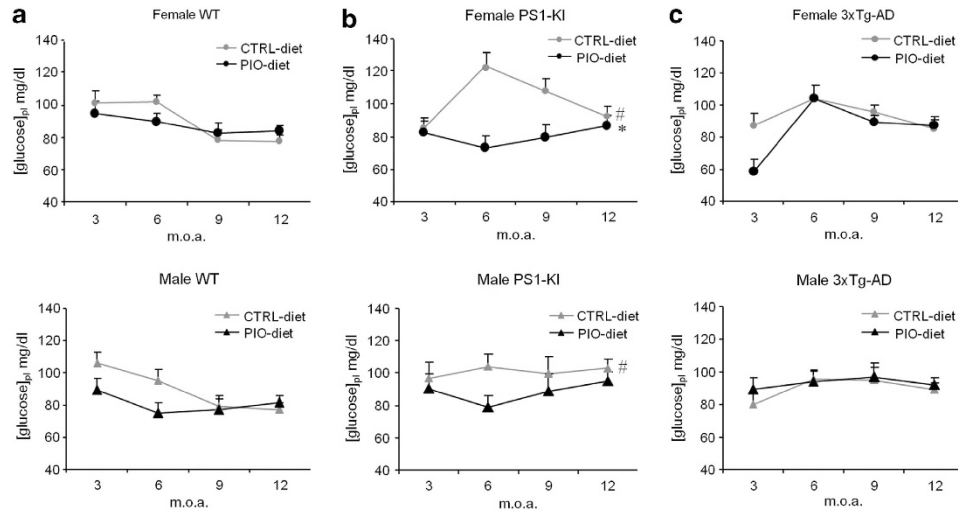 a
Female WT
CTRL-diet
PIO-diet
[glucose]pl mg/dl
140
120
100
80
60
40
3 6 9 12
m.o.a.
b
Female PS1-KI
CTRL-diet
PIO-diet
[glucose]pl mg/dl
140
120
100
80
60
40
#
*
3 6 9 12
m.o.a.
c
Female 3xTg-AD
CTRL-diet
PIO-diet
[glucose]pl mg/dl
140
120
100
80
60
40
3 6 9 12
m.o.a.
Male WT
CTRL-diet
PIO-diet
[glucose]pl mg/dl
140
120
100
80
60
40
3 6 9 12
m.o.a.
Male PS1-KI
CTRL-diet
PIO-diet
[glucose]pl mg/dl
140
120
100
80
60
40
#
3 6 9 12
m.o.a.
Male 3xTg-AD
CTRL-diet
PIO-diet
[glucose]pl mg/dl
140
120
100
80
60
40
3 6 9 12
m.o.a.